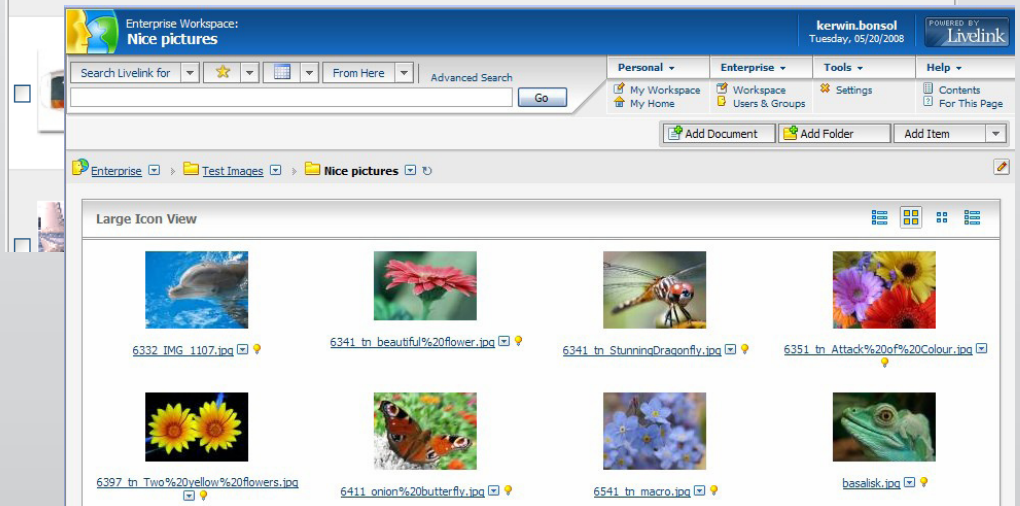 Enterprise Workspace:
Nice pictures
kerwin.bonsol
Tuesday, 05/20/2008
POWERED BY
Livelink
Search Livelink for
From Here
Advanced Search
Go
Personal
Enterprise
Tools
Help
My Workspace
Workspace
Settings
Contents
My Home
Users & Groups
For This Page
Add Document
Add Folder
Add Item
Enterprise
Test Images
Nice pictures
Large Icon View
6332_IMG_1107.jpg
6341_tn_beautiful%20flower.jpg
6341_tn_StunningDragonfly.jpg
6351_tn_Attack%20of%20Colour.jpg
6397_tn_Two%20yellow%20flowers.jpg
6411_onion%20butterfly.jpg
6541_tn_macro.jpg
basalisk.jpg